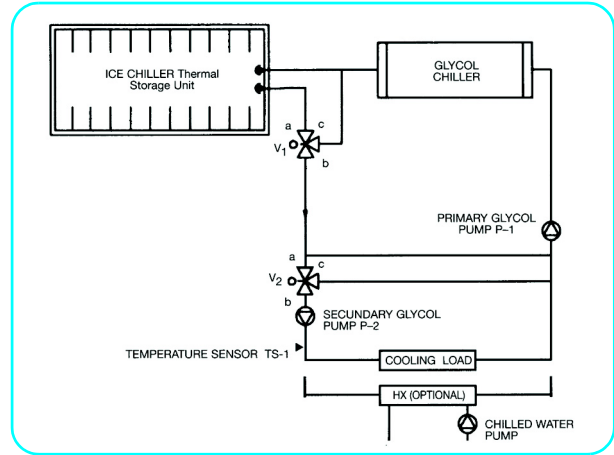 ICE CHILLER Thermal
Storage Unit
GLYCOL
CHILLER
a
c
V1
b
PRIMARY GLYCOL
PUMP P–1
a
c
V2
b
SECUNDARY GLYCOL
PUMP P–2
TEMPERATURE SENSOR TS-1
COOLING LOAD
HX (OPTIONAL)
CHILLED WATER
PUMP